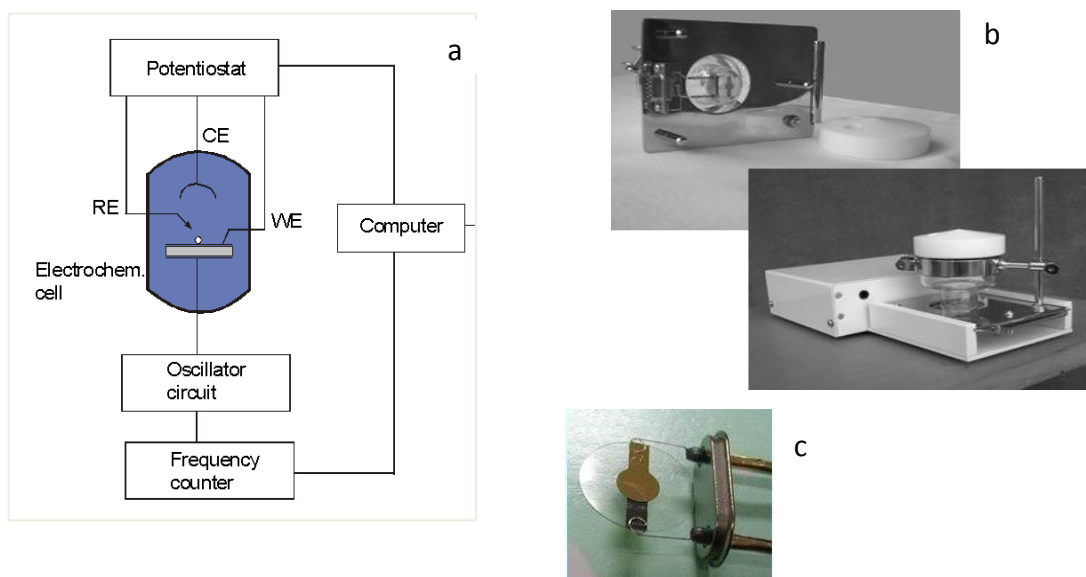 a
Potentiostat
CE
RE
WE
Electrochem.
cell
Computer
Oscillator
circuit
Frequency
counter
b
c